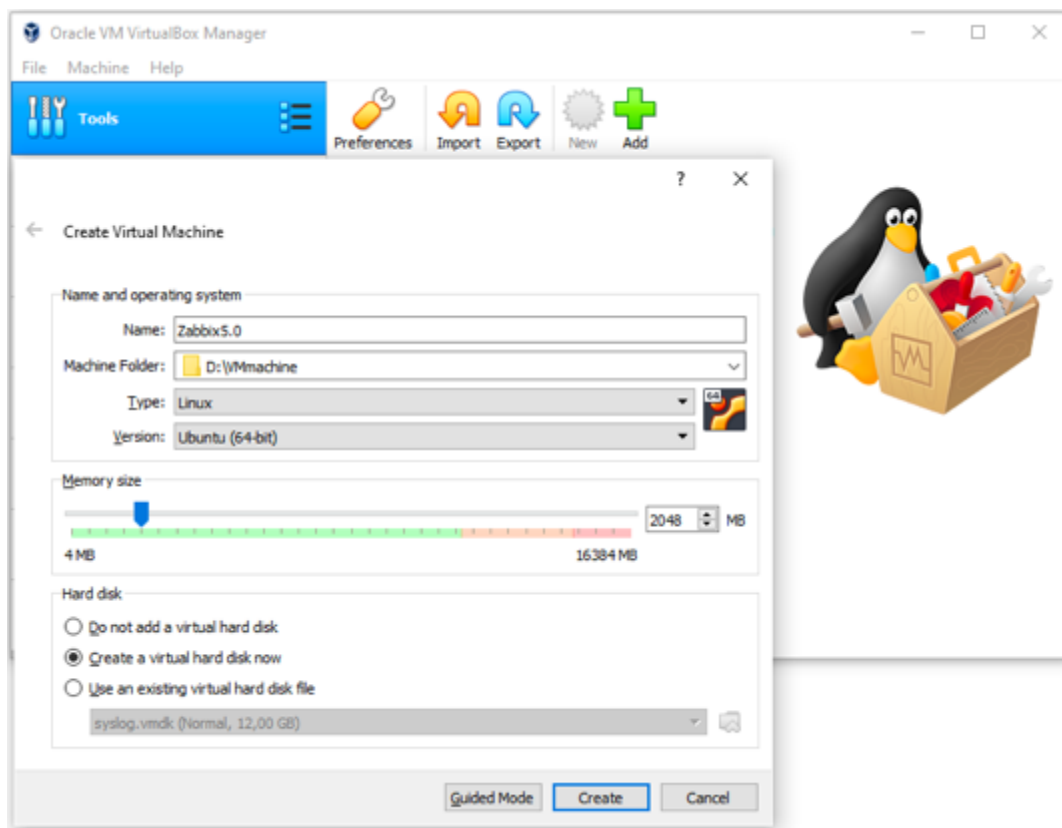 Oracle VM VirtualBox Manager
File Machine Help
Tools
Preferences Import Export New Add
?
Create Virtual Machine
Name and operating system
Name: Zabbix5.0
Machine Folder: D:\VMmachine
Type: Linux
64
Version: Ubuntu (64-bit)
Memory size
2048 MB
4 MB 16384 MB
Hard disk
Do not add a virtual hard disk
Create a virtual hard disk now
Use an existing virtual hard disk file
syslog.vmdk (Normal, 12,00 GB)
Guided Mode Create Cancel